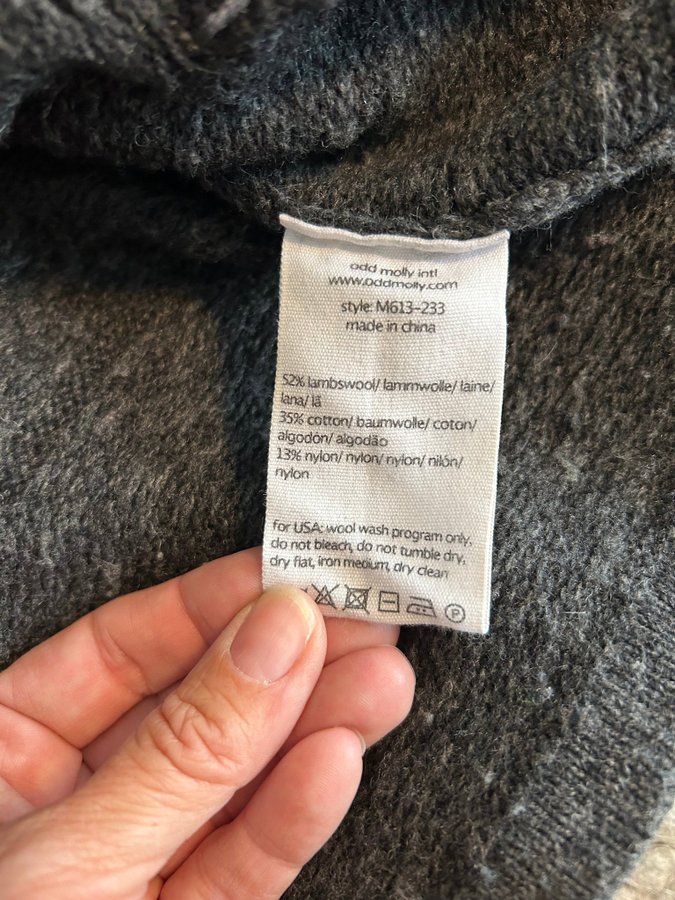 odd molly intl
www.oddmolly.com
style: M613-233
made in china
52% lambswool/ lammwolle/ laine/
lana/ lã
35% cotton/ baumwolle/ coton/
algodón/ algodão
13% nylon/ nylon/ nylon/ nilón/
nylon
for USA: wool wash program only,
do not bleach, do not tumble dry,
dry flat, iron medium, dry clean
P